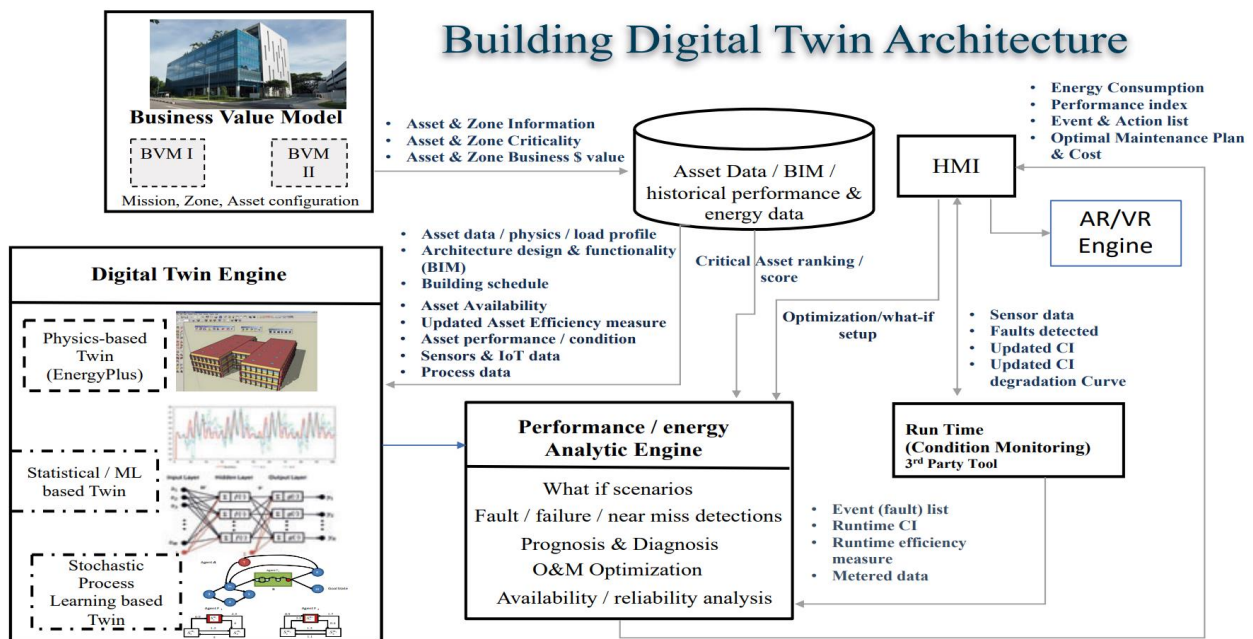 Building Digital Twin Architecture
Business Value Model
BVM I
BVM
II
Mission, Zone, Asset configuration
• Asset & Zone Information
• Asset & Zone Criticality
• Asset & Zone Business $ value
Asset Data / BIM /
historical performance &
energy data
HMI
• Energy Consumption
• Performance index
• Event & Action list
• Optimal Maintenance Plan
& Cost
AR/VR
Engine
Digital Twin Engine
Physics-based
Twin
(EnergyPlus)
Statistical / ML
based Twin
Input Layer
Hidden Layer
Output Layer
Stochastic
Process
Learning based
Twin
• Asset data / physics / load profile
• Architecture design & functionality
(BIM)
• Building schedule
• Asset Availability
• Updated Asset Efficiency measure
• Asset performance / condition
• Sensors & IoT data
• Process data
Critical Asset ranking /
score
Optimization/what-if
setup
• Sensor data
• Faults detected
• Updated CI
• Updated CI
degradation Curve
Performance / energy
Analytic Engine
What if scenarios
Fault / failure / near miss detections
Prognosis & Diagnosis
O&M Optimization
Availability / reliability analysis
Run Time
(Condition Monitoring)
3rd Party Tool
• Event (fault) list
• Runtime CI
• Runtime efficiency
measure
• Metered data